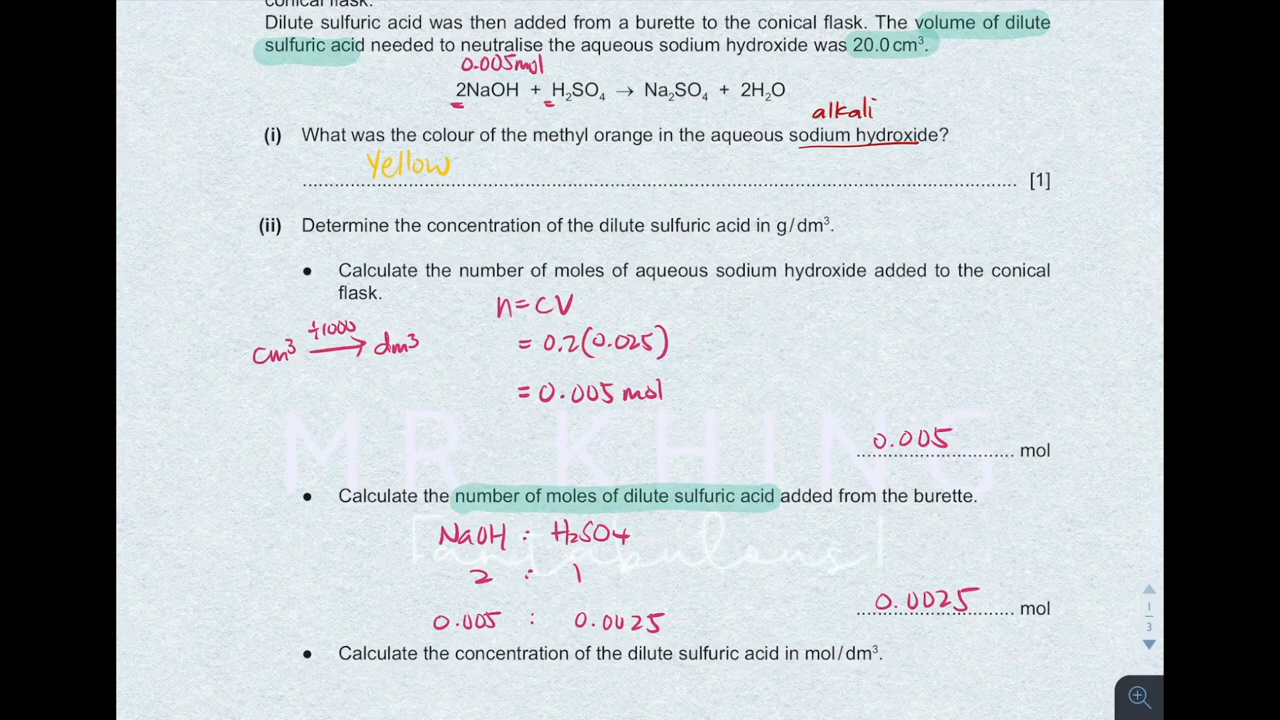 conical flask.
Dilute sulfuric acid was then added from a burette to the conical flask. The volume of dilute
sulfuric acid needed to neutralise the aqueous sodium hydroxide was 20.0 cm³.
0.005mol
2NaOH + H₂SO₄ → Na₂SO₄ + 2H₂O
alkali
(i) What was the colour of the methyl orange in the aqueous sodium hydroxide?
Yellow
[1]
(ii) Determine the concentration of the dilute sulfuric acid in g/dm³.
● Calculate the number of moles of aqueous sodium hydroxide added to the conical
flask.
n=CV
÷1000
cm³ → dm³
= 0.2(0.025)
= 0.005 mol
MR KHING
0.005 mol
● Calculate the number of moles of dilute sulfuric acid added from the burette.
Fantabulous!
NaOH : H₂SO₄
2 : 1
0.0025 mol
0.005 : 0.0025
● Calculate the concentration of the dilute sulfuric acid in mol/dm³.
1
3